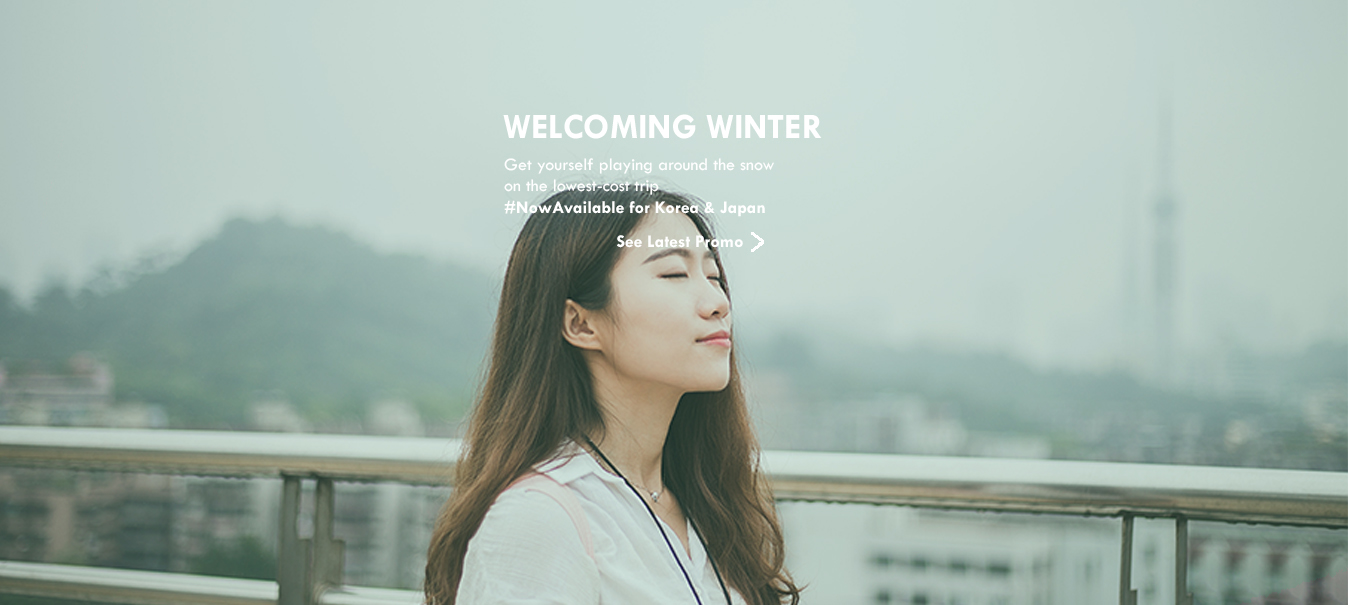 WELCOMING WINTER
Get yourself playing around the snow
on the lowest-cost trip
#NowAvailable for Korea & Japan
See Latest Promo